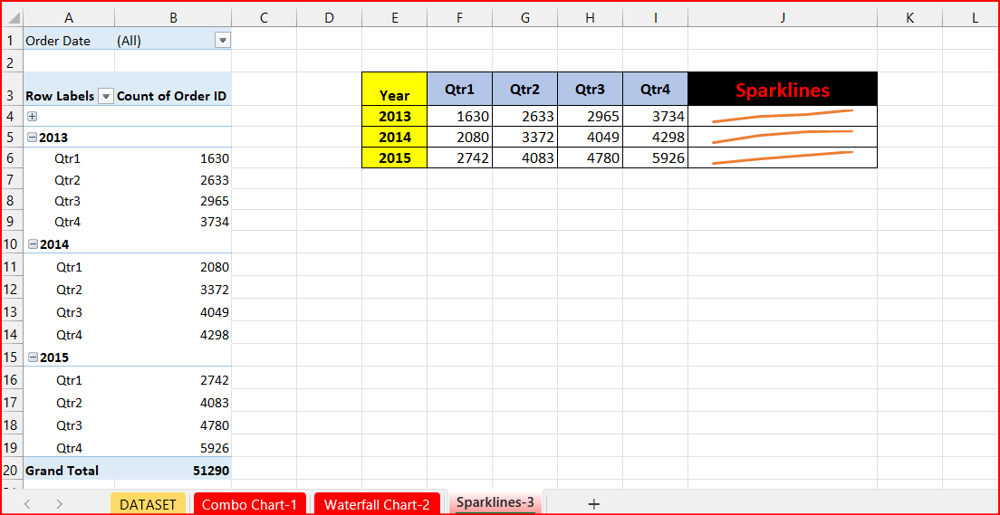 A B C D E F G H I J K L
1 Order Date (All)
2
3 Row Labels Count of Order ID Year Qtr1 Qtr2 Qtr3 Qtr4 Sparklines
4 2013 1630 2633 2965 3734
5 2013 2014 2080 3372 4049 4298
6 Qtr1 1630 2015 2742 4083 4780 5926
7 Qtr2 2633
8 Qtr3 2965
9 Qtr4 3734
10 2014
11 Qtr1 2080
12 Qtr2 3372
13 Qtr3 4049
14 Qtr4 4298
15 2015
16 Qtr1 2742
17 Qtr2 4083
18 Qtr3 4780
19 Qtr4 5926
20 Grand Total 51290
DATASET Combo Chart-1 Waterfall Chart-2 Sparklines-3